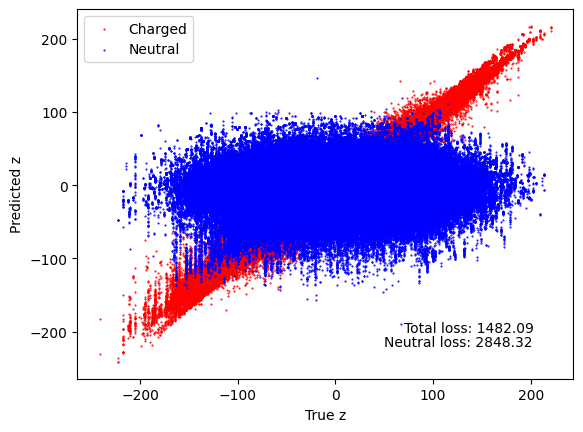 Charged
Neutral
200
100
0
−100
−200
Predicted z
Total loss: 1482.09
Neutral loss: 2848.32
−200
−100
0
100
200
True z